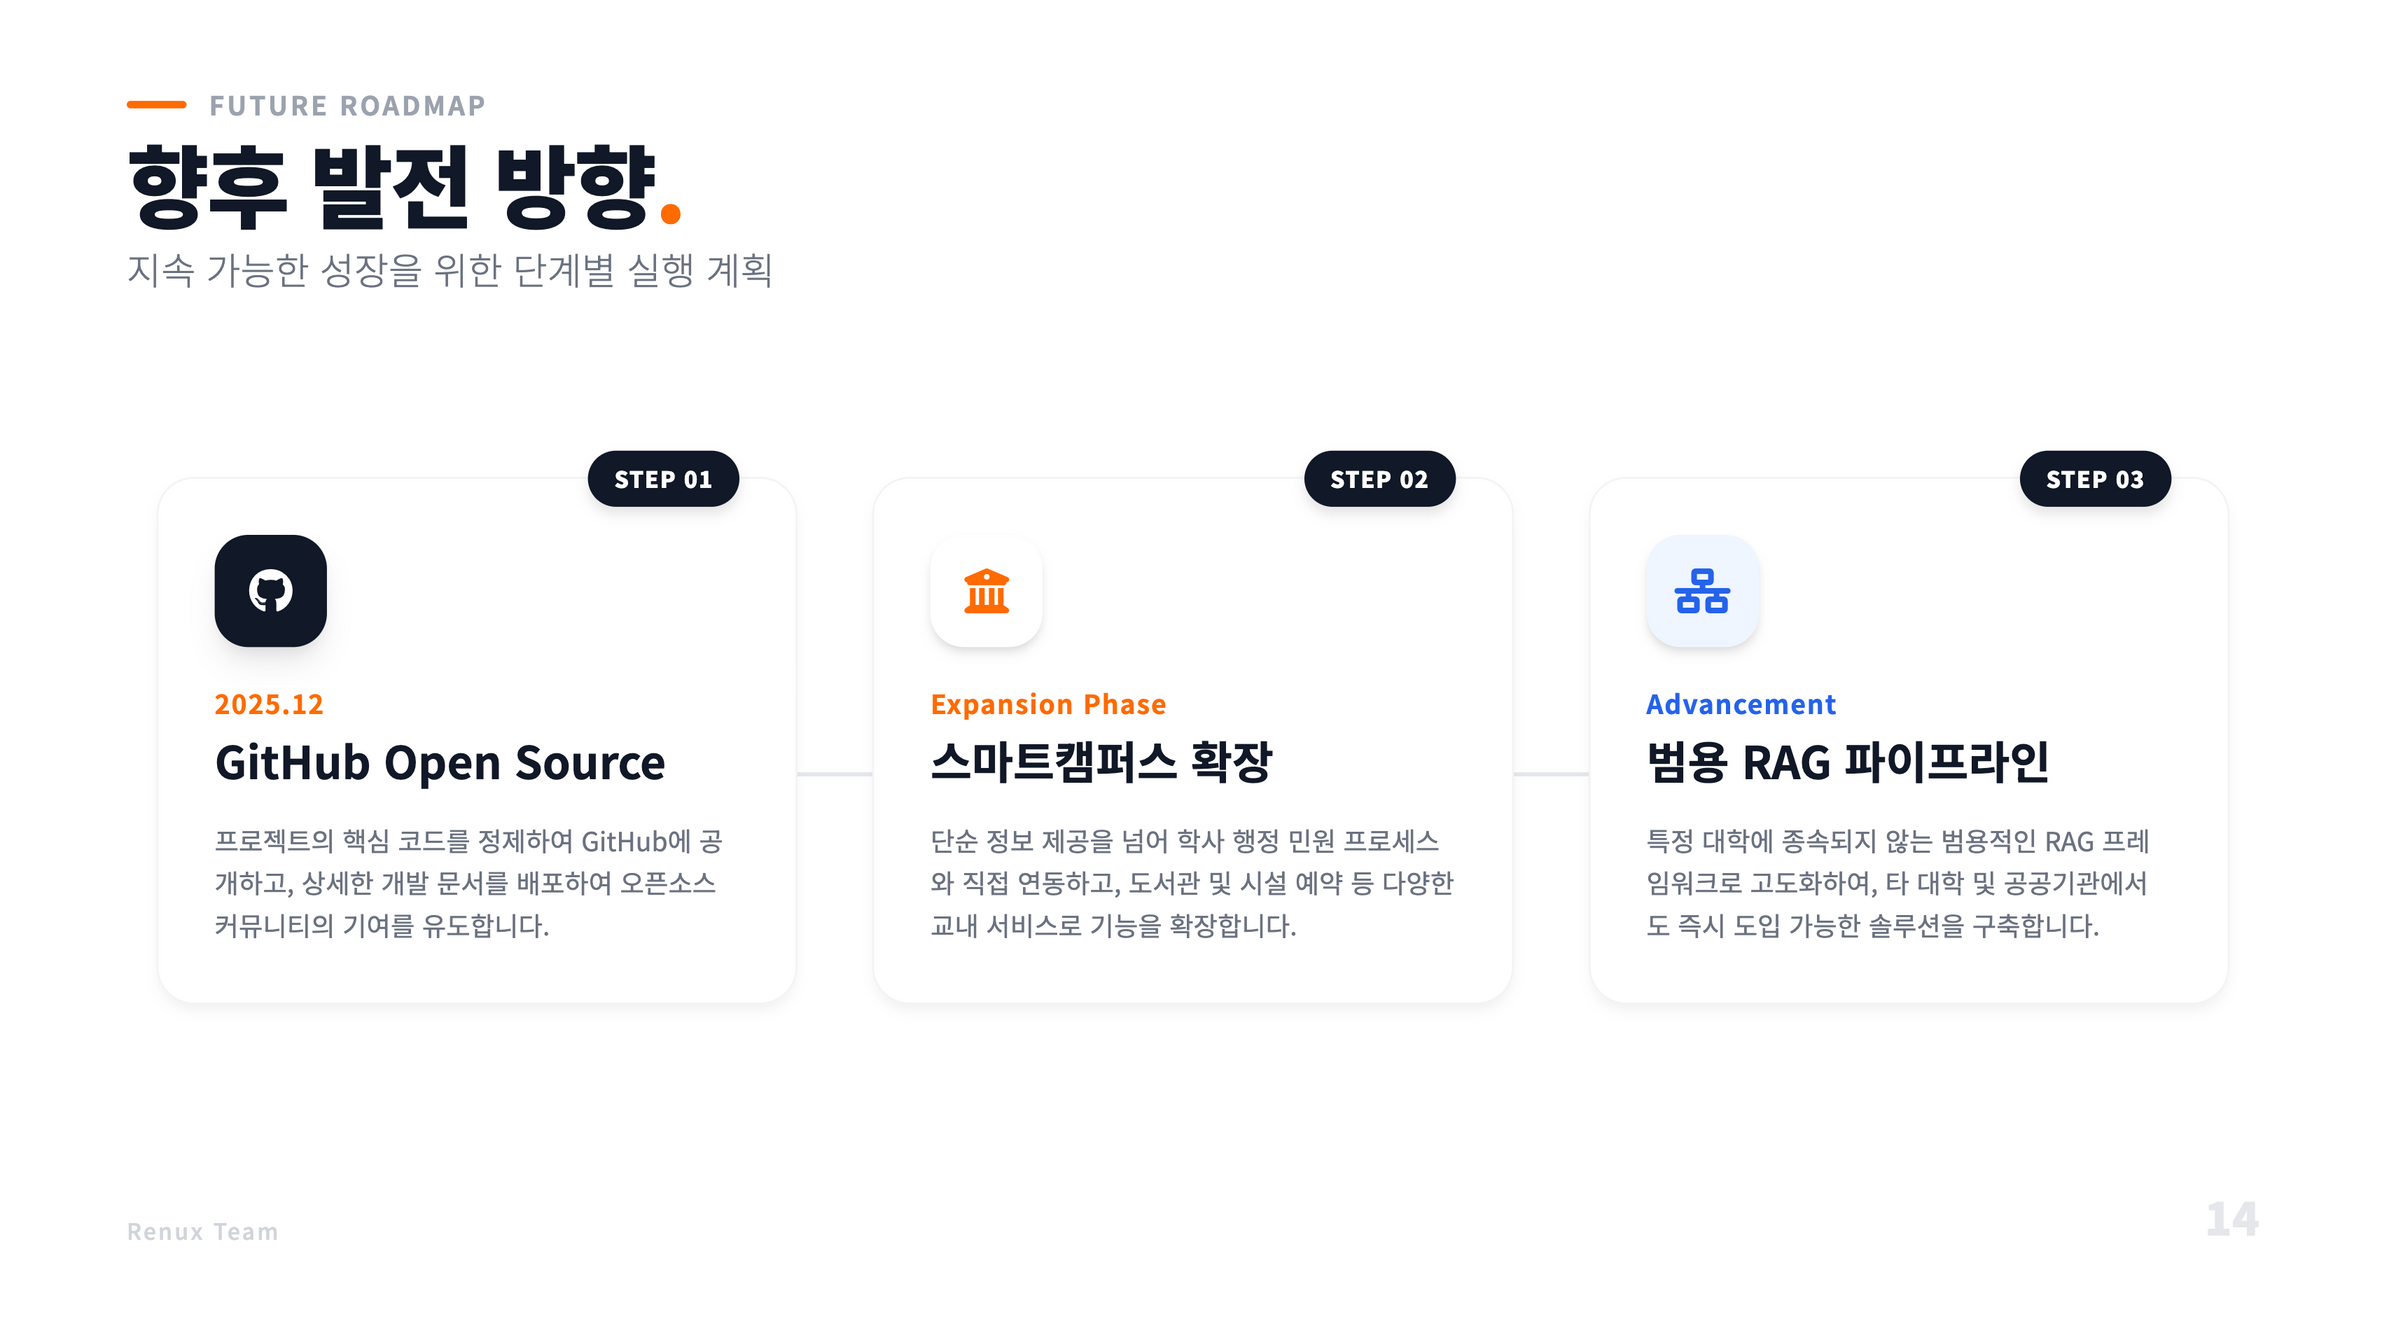 FUTURE ROADMAP
향후 발전 방향.
지속 가능한 성장을 위한 단계별 실행 계획
STEP 01
2025.12
GitHub Open Source
프로젝트의 핵심 코드를 정제하여 GitHub에 공
개하고, 상세한 개발 문서를 배포하여 오픈소스
커뮤니티의 기여를 유도합니다.
STEP 02
Expansion Phase
스마트캠퍼스 확장
단순 정보 제공을 넘어 학사 행정 민원 프로세스
와 직접 연동하고, 도서관 및 시설 예약 등 다양한
교내 서비스로 기능을 확장합니다.
STEP 03
Advancement
범용 RAG 파이프라인
특정 대학에 종속되지 않는 범용적인 RAG 프레
임워크로 고도화하여, 타 대학 및 공공기관에서
도 즉시 도입 가능한 솔루션을 구축합니다.
Renux Team
14